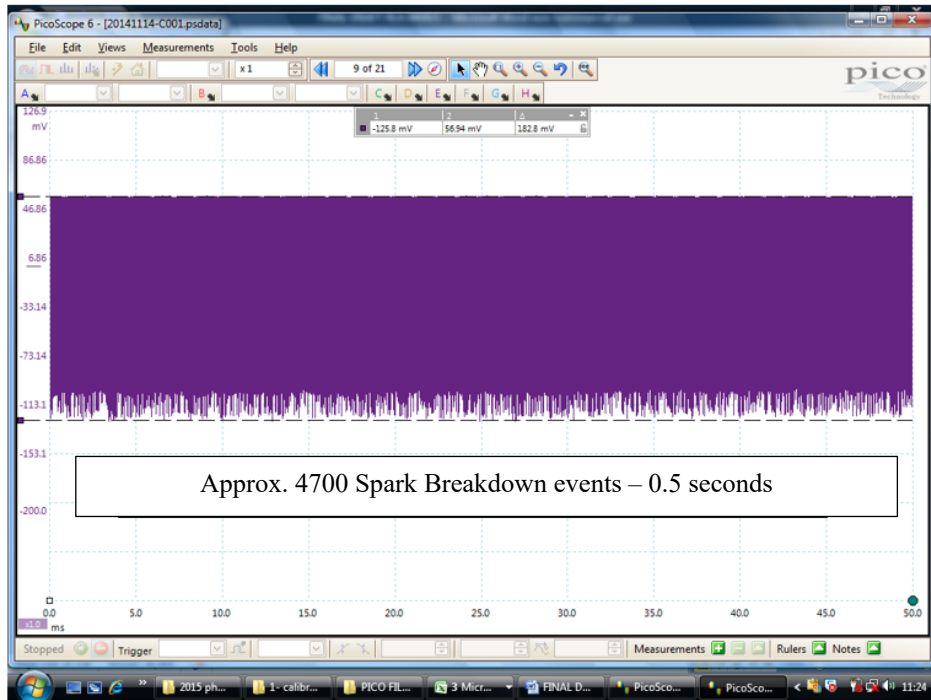 PicoScope 6 - [20141114-C001.psdata]
File Edit Views Measurements Tools Help
x 1 9 of 21
pico
Technology
A B C D E F G H
126.9
mV
1 2 Δ
-125.8 mV 56.94 mV 182.8 mV
86.86
46.86
6.86
-33.14
-73.14
-113.1
-153.1
Approx. 4700 Spark Breakdown events – 0.5 seconds
-200.0
0.0 5.0 10.0 15.0 20.0 25.0 30.0 35.0 40.0 45.0 50.0
x1.0 ms
Stopped Trigger Measurements Rulers Notes
2015 ph... 1- calibr... PICO FIL... 3 Micr... FINAL D... PicoSco... PicoSco... 11:24